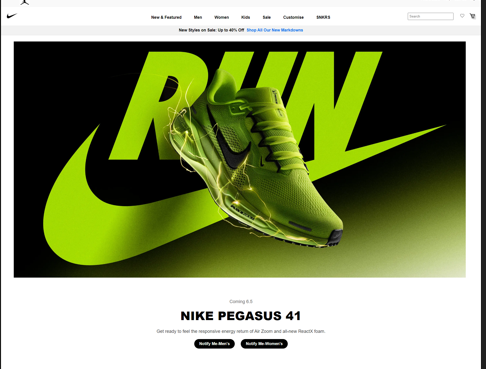 New & Featured Men Women Kids Sale Customise SNKRS
Search
New Styles on Sale: Up to 40% Off Shop All Our New Markdowns
RUN
Coming 6.5
NIKE PEGASUS 41
Get ready to feel the responsive energy return of Air Zoom and all-new ReactX foam.
Notify Me-Men's Notify Me-Women's